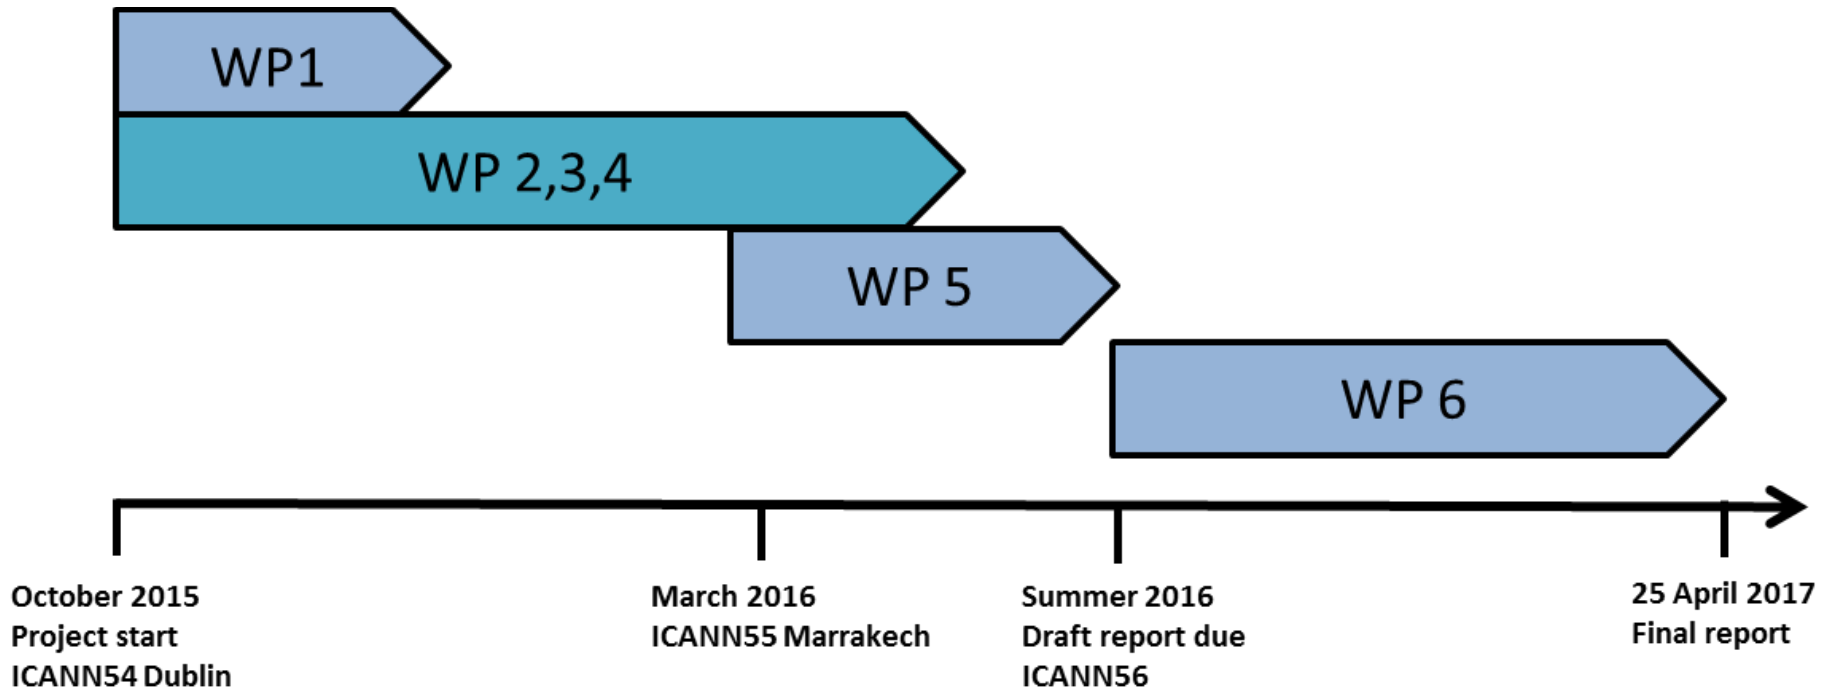 WP1
WP 2,3,4
WP 5
WP 6
October 2015
Project start
ICANN54 Dublin
March 2016
ICANN55 Marrakech
Summer 2016
Draft report due
ICANN56
25 April 2017
Final report